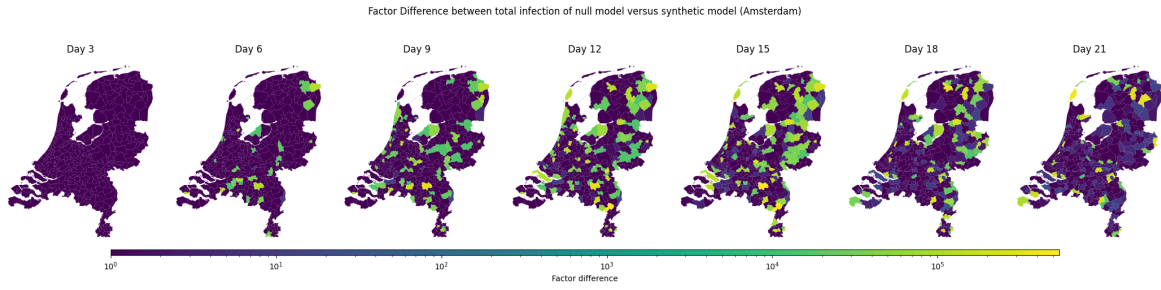 Factor Difference between total infection of null model versus synthetic model (Amsterdam)
Day 3 Day 6 Day 9 Day 12 Day 15 Day 18 Day 21
10⁰ 10¹ 10² 10³ 10⁴ 10⁵
Factor difference